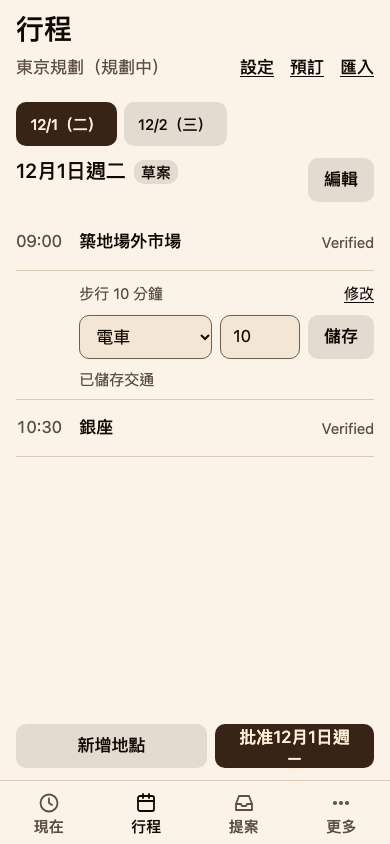 行程
東京規劃（規劃中） 設定 預訂 匯入
12/1（二） 12/2（三）
12月1日週二 草案 編輯
09:00 築地場外市場 Verified
步行 10 分鐘 修改
電車 10 儲存
已儲存交通
10:30 銀座 Verified
新增地點 批准12月1日週
二
現在 行程 提案 更多